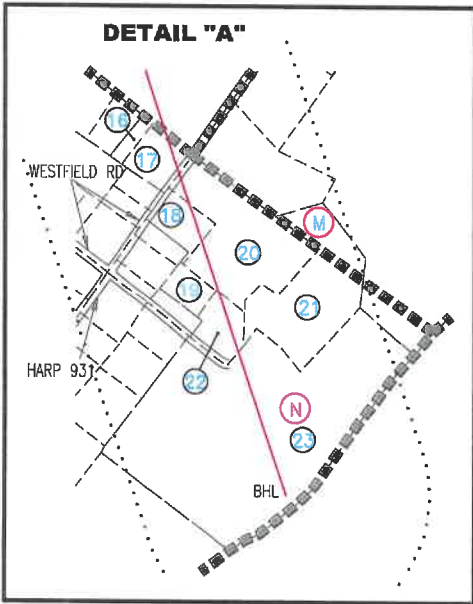 DETAIL "A"
16
17
WESTFIELD RD
18
M
20
19
21
HARP 931
22
N
23
BHL